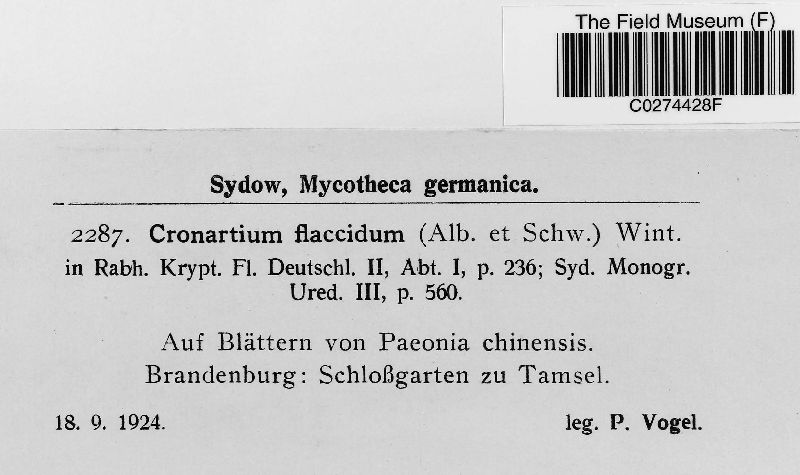 The Field Museum (F)
C0274428F
Sydow, Mycotheca germanica.
2287. Cronartium flaccidum (Alb. et Schw.) Wint.
in Rabh. Krypt. Fl. Deutschl. II, Abt. I, p. 236; Syd. Monogr.
Ured. III, p. 560.
Auf Blättern von Paeonia chinensis.
Brandenburg: Schloßgarten zu Tamsel.
18. 9. 1924. leg. P. Vogel.